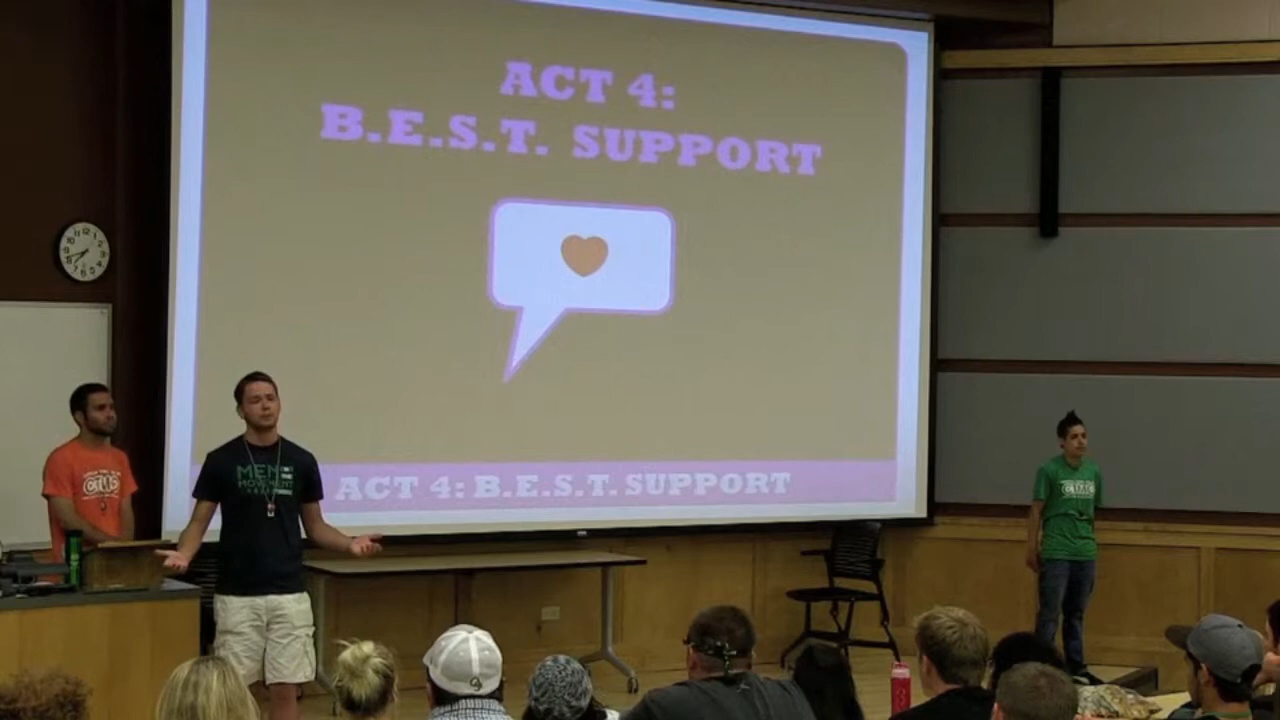 ACT 4:
B.E.S.T. SUPPORT
ACT 4: B.E.S.T. SUPPORT
MEN
MOVEMENT